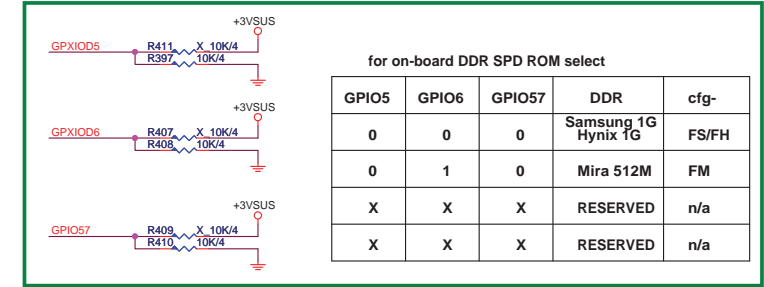 +3VSUS
GPXIOD5 R411 X_10K/4
R397 10K/4
+3VSUS
GPXIOD6 R407 X_10K/4
R408 10K/4
+3VSUS
GPIO57 R409 X_10K/4
R410 10K/4
for on-board DDR SPD ROM select
GPIO5 GPIO6 GPIO57 DDR cfg-
0 0 0 Samsung 1G
Hynix 1G FS/FH
0 1 0 Mira 512M FM
X X X RESERVED n/a
X X X RESERVED n/a